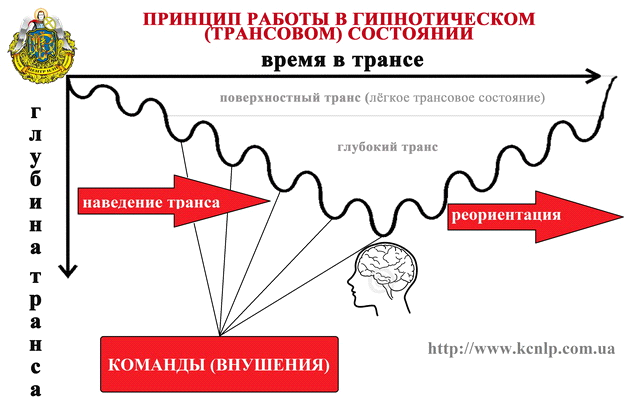 ПРИНЦИП РАБОТЫ В ГИПНОТИЧЕСКОМ
(ТРАНСОВОМ) СОСТОЯНИИ
время в трансе
поверхностный транс (лёгкое трансовое состояние)
глубокий транс
глубина транса
наведение транса
реориентация
КОМАНДЫ (ВНУШЕНИЯ)
http://www.kcnlp.com.ua